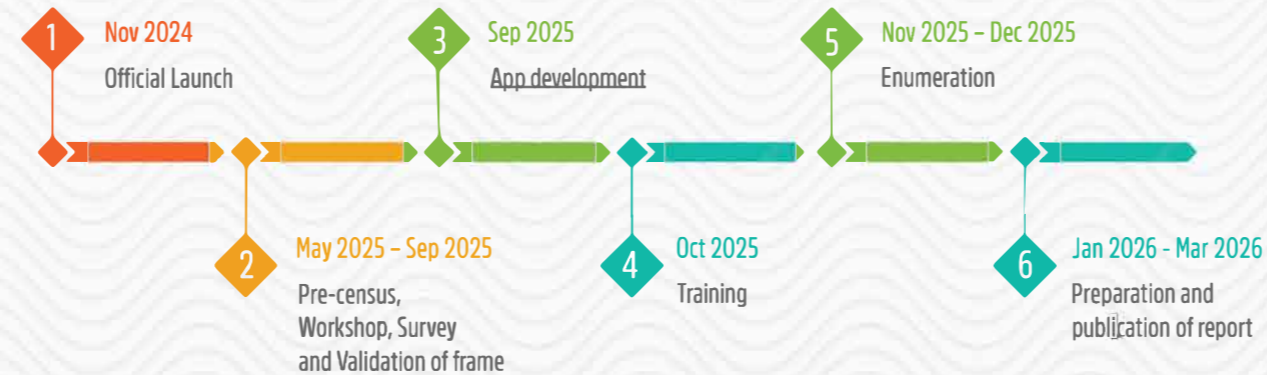 1
Nov 2024
Official Launch
3
Sep 2025
App development
5
Nov 2025 – Dec 2025
Enumeration
2
May 2025 – Sep 2025
Pre-census,
Workshop, Survey
and Validation of frame
4
Oct 2025
Training
6
Jan 2026 - Mar 2026
Preparation and
publication of report